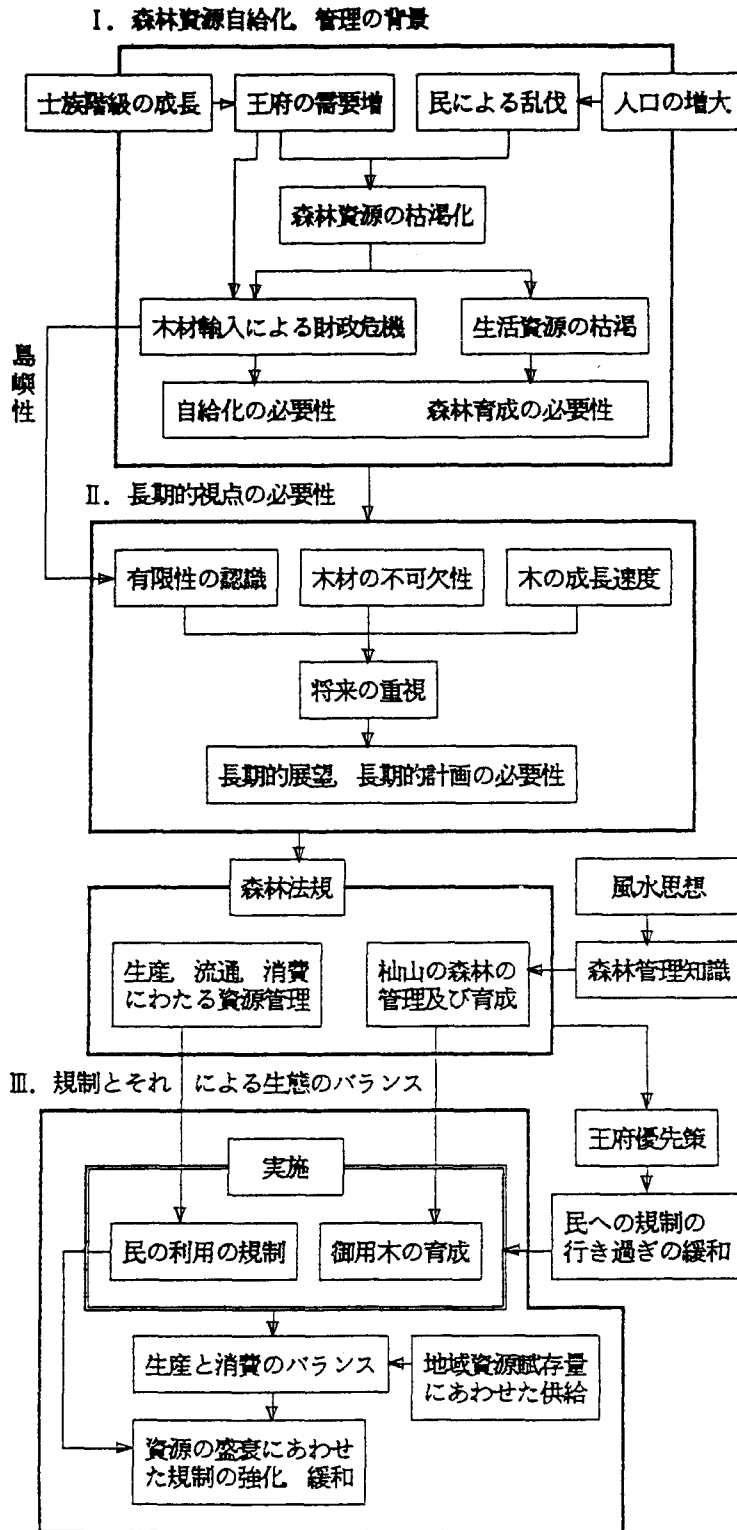 Ⅰ．森林資源自給化，管理の背景
士族階級の成長
王府の需要増
民による乱伐
人口の増大
森林資源の枯渇化
木材輸入による財政危機
生活資源の枯渇
島嶼性
自給化の必要性
森林育成の必要性
Ⅱ．長期的視点の必要性
有限性の認識
木材の不可欠性
木の成長速度
将来の重視
長期的展望，長期的計画の必要性
森林法規
風水思想
生産，流通，消費
にわたる資源管理
杣山の森林の
管理及び育成
森林管理知識
Ⅲ．規制とそれ による生態のバランス
王府優先策
実施
民の利用の規制
御用木の育成
民への規制の
行き過ぎの緩和
生産と消費のバランス
地域資源賦存量
にあわせた供給
資源の盛衰にあわせ
た規制の強化，緩和